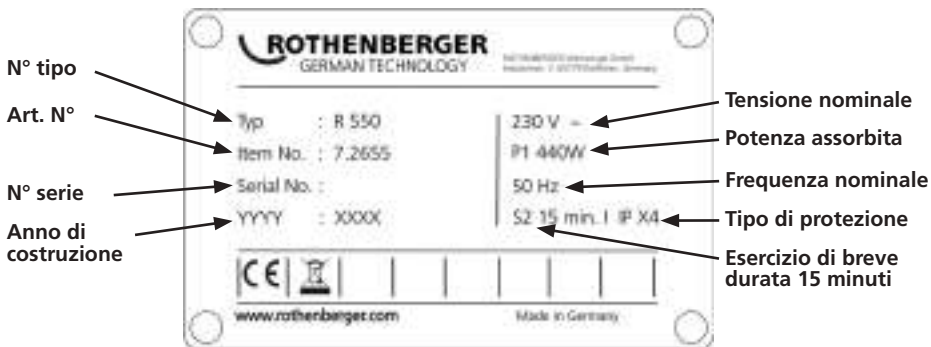 ROTHENBERGER
GERMAN TECHNOLOGY
N° tipo
Art. N°
N° serie
Anno di
costruzione
Typ : R 550
Item No. : 7.2655
Serial No. :
YYYY : XXXX
230 V ~
P1 440W
50 Hz
S2 15 min. I IP X4
Tensione nominale
Potenza assorbita
Frequenza nominale
Tipo di protezione
Esercizio di breve
durata 15 minuti
CE
www.rothenberger.com
Made in Germany